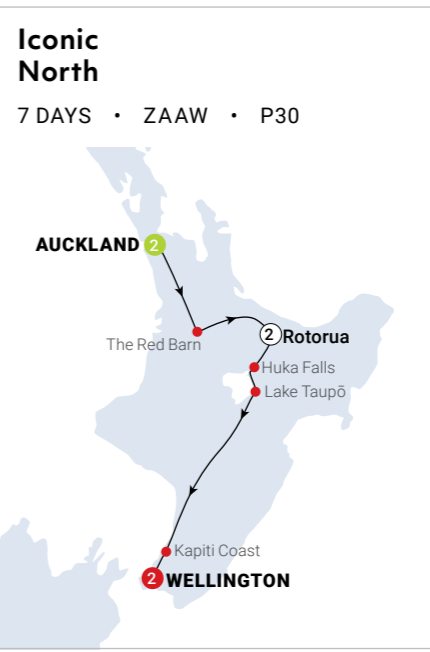 Iconic
North
7 DAYS • ZAAW • P30
AUCKLAND 2
The Red Barn
2 Rotorua
Huka Falls
Lake Taupō
Kapiti Coast
2 WELLINGTON